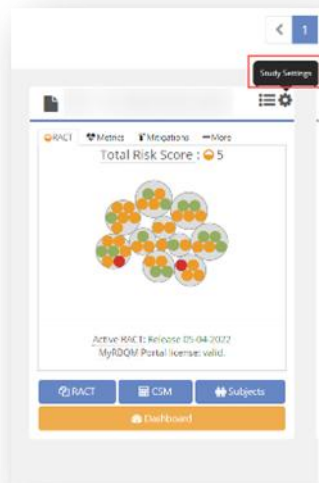 1
Study Settings
RACT Metrics Mitigations More
Total Risk Score : 5
Active RACT: Release 05-04-2022
MyRBQM Portal license: valid.
RACT CSM Subjects
Dashboard